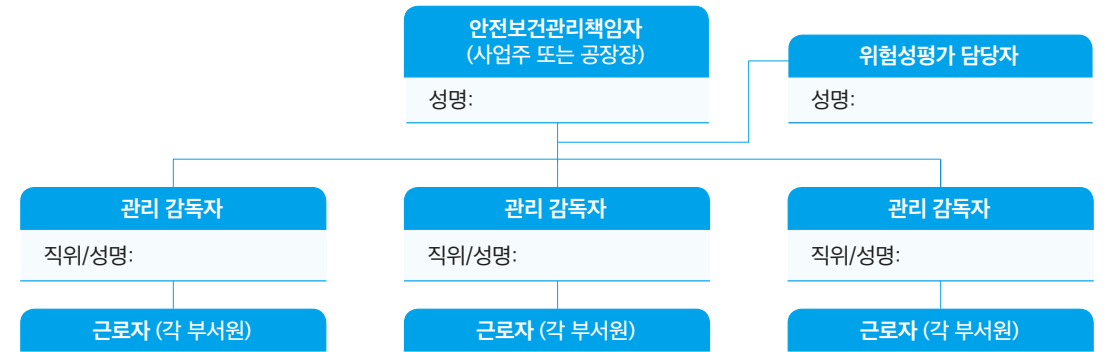 안전보건관리책임자
(사업주 또는 공장장)
성명:
위험성평가 담당자
성명:
관리 감독자
직위/성명:
근로자 (각 부서원)
관리 감독자
직위/성명:
근로자 (각 부서원)
관리 감독자
직위/성명:
근로자 (각 부서원)